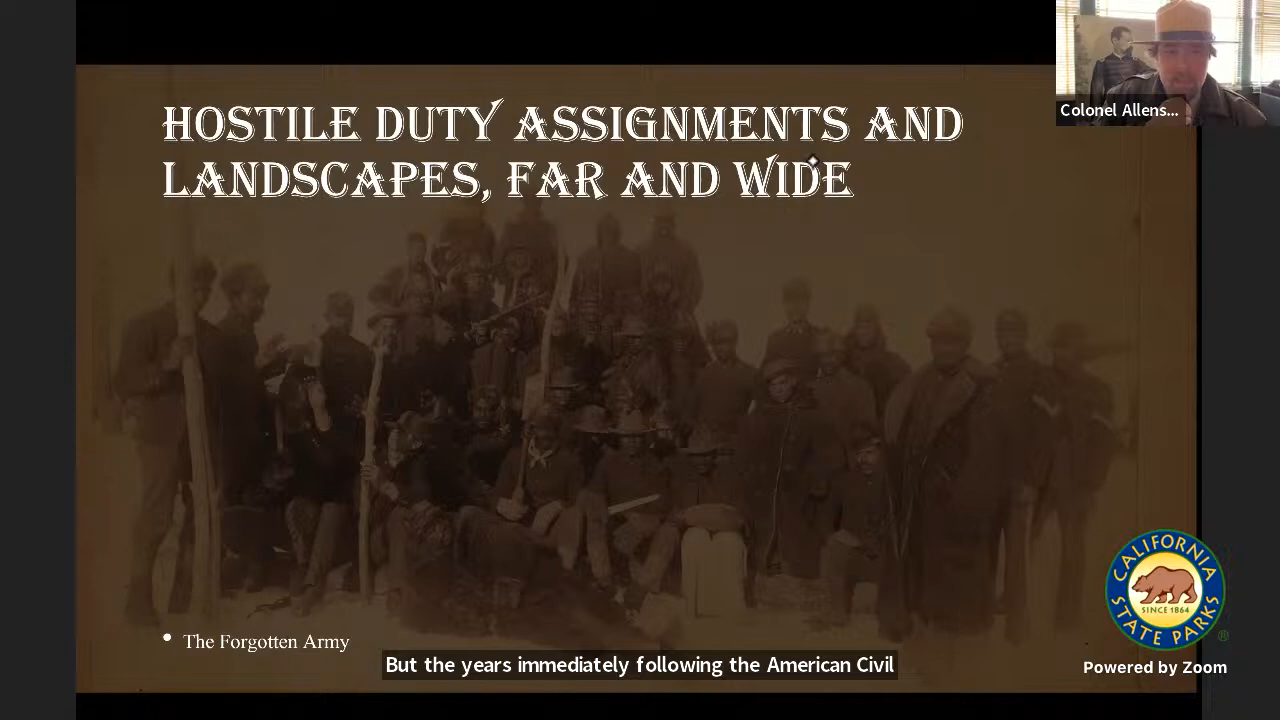 HOSTILE DUTY ASSIGNMENTS AND
LANDSCAPES, FAR AND WIDE
Colonel Allens...
• The Forgotten Army
But the years immediately following the American Civil
CALIFORNIA
STATE PARKS
SINCE 1864
®
Powered by Zoom